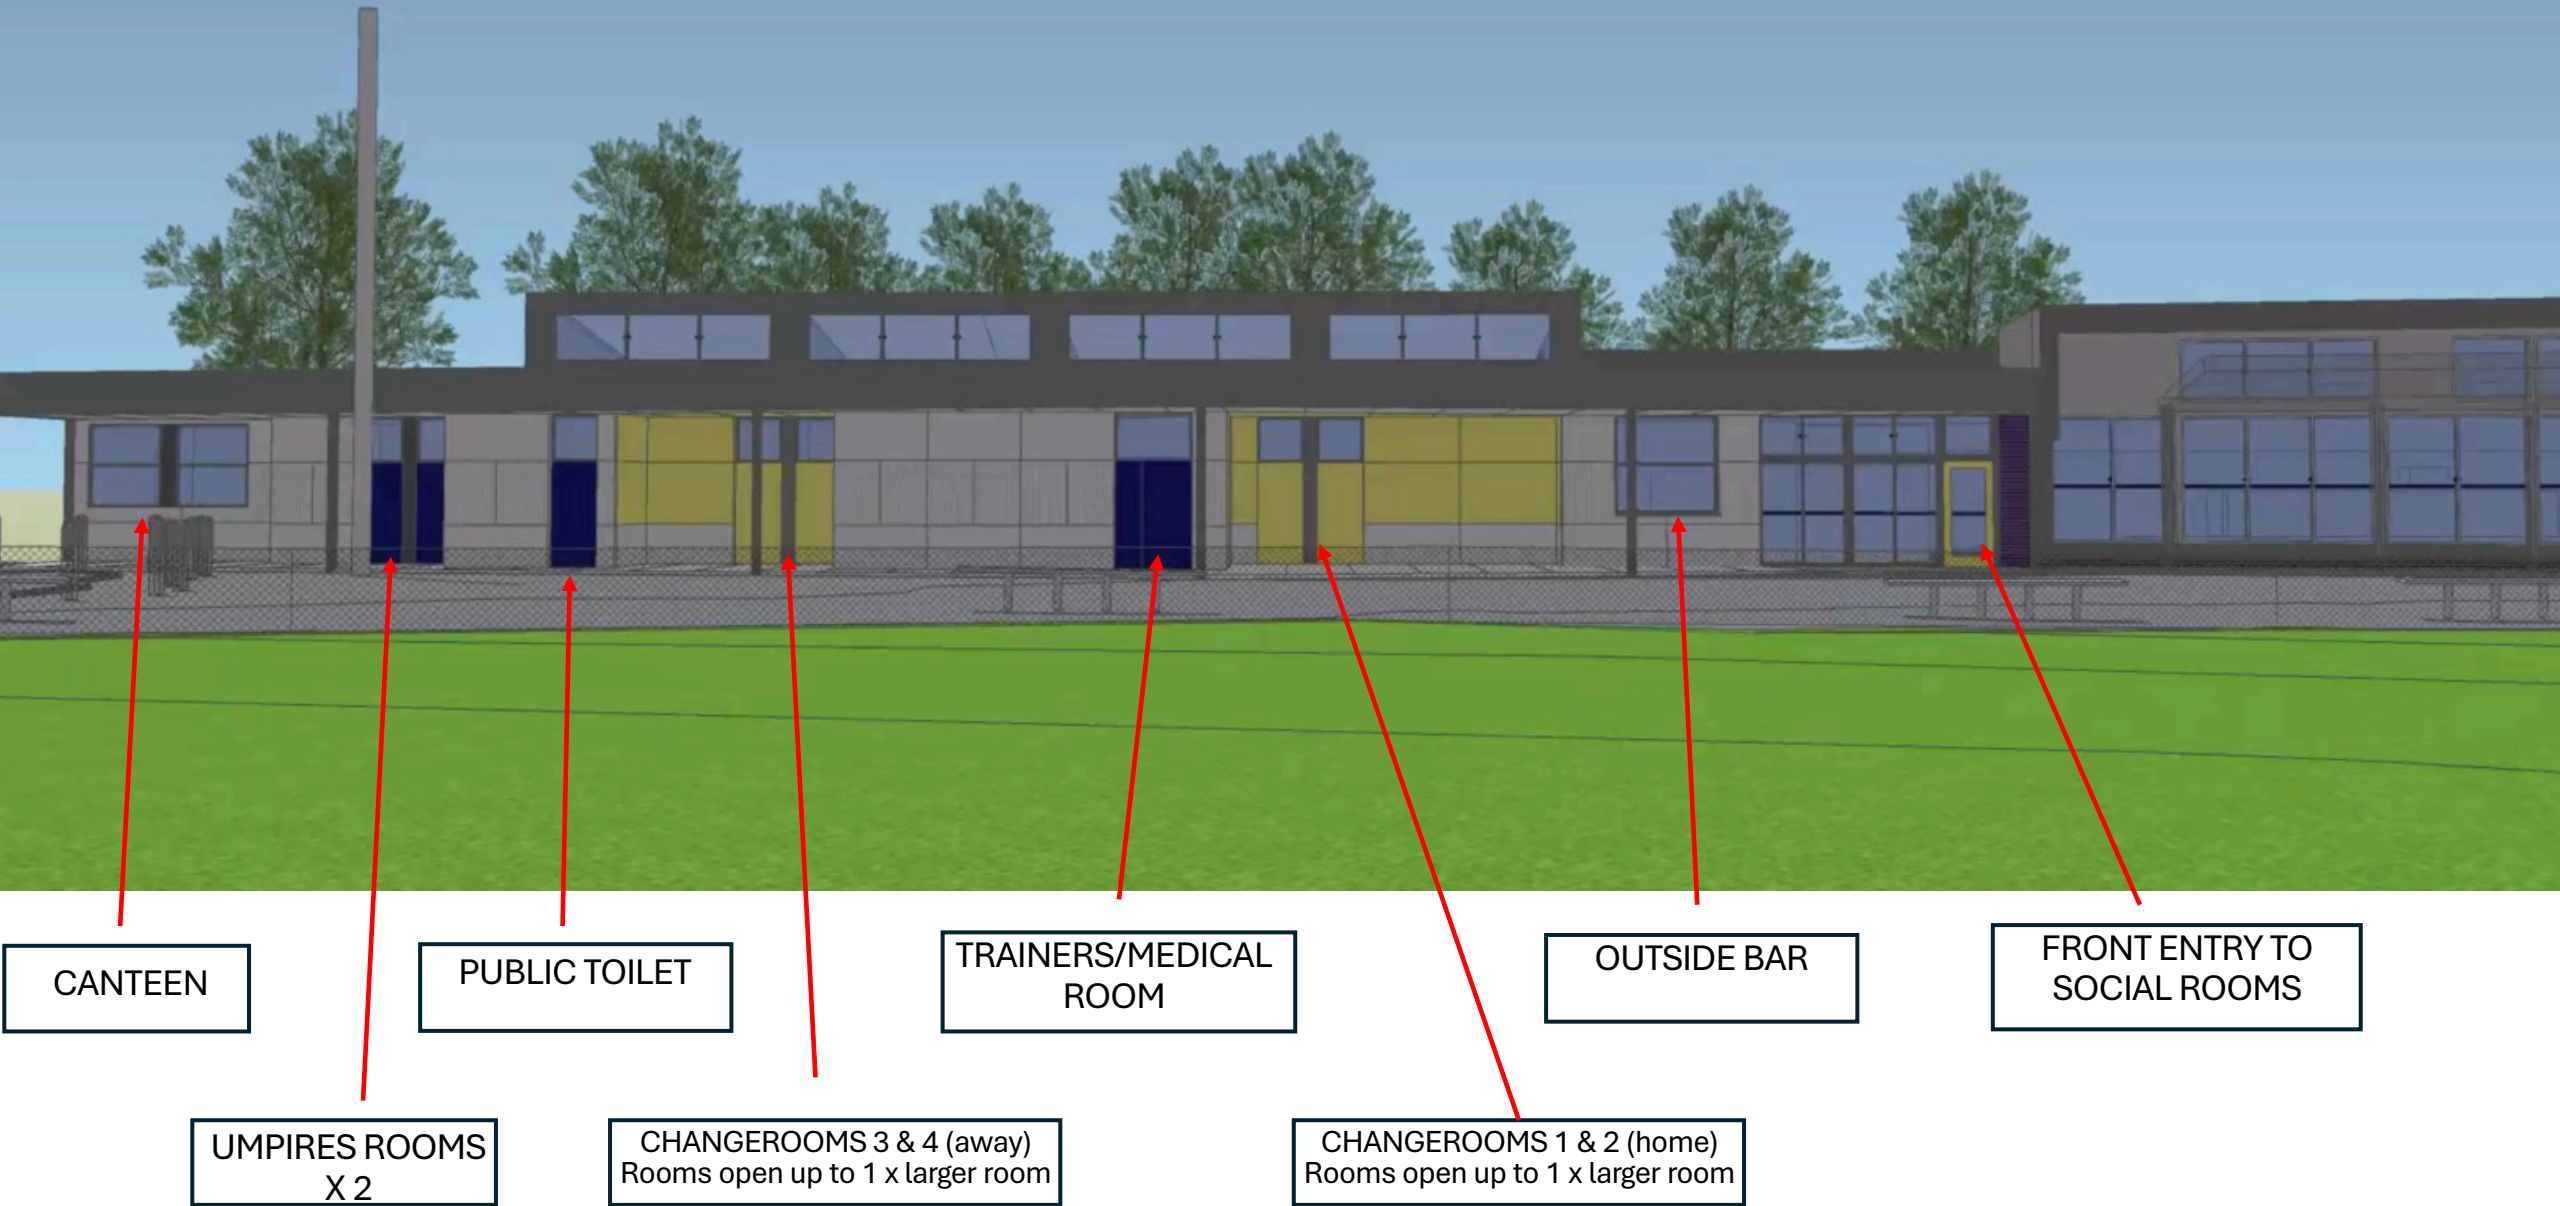 CANTEEN
PUBLIC TOILET
TRAINERS/MEDICAL
ROOM
OUTSIDE BAR
FRONT ENTRY TO
SOCIAL ROOMS
UMPIRES ROOMS
X 2
CHANGEROOMS 3 & 4 (away)
Rooms open up to 1 x larger room
CHANGEROOMS 1 & 2 (home)
Rooms open up to 1 x larger room